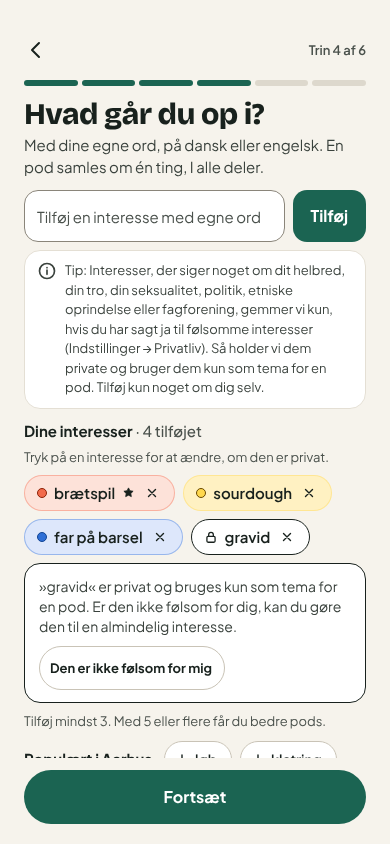 Trin 4 af 6
Hvad går du op i?
Med dine egne ord, på dansk eller engelsk. En
pod samles om én ting, I alle deler.
Tilføj en interesse med egne ord
Tilføj
Tip: Interesser, der siger noget om dit helbred,
din tro, din seksualitet, politik, etniske
oprindelse eller fagforening, gemmer vi kun,
hvis du har sagt ja til følsomme interesser
(Indstillinger → Privatliv). Så holder vi dem
private og bruger dem kun som tema for en
pod. Tilføj kun noget om dig selv.
Dine interesser · 4 tilføjet
Tryk på en interesse for at ændre, om den er privat.
brætspil ★ ×
sourdough ×
far på barsel ×
gravid ×
»gravid« er privat og bruges kun som tema for
en pod. Er den ikke følsom for dig, kan du gøre
den til en almindelig interesse.
Den er ikke følsom for mig
Tilføj mindst 3. Med 5 eller flere får du bedre pods.
Populært i Aarhus
Fortsæt